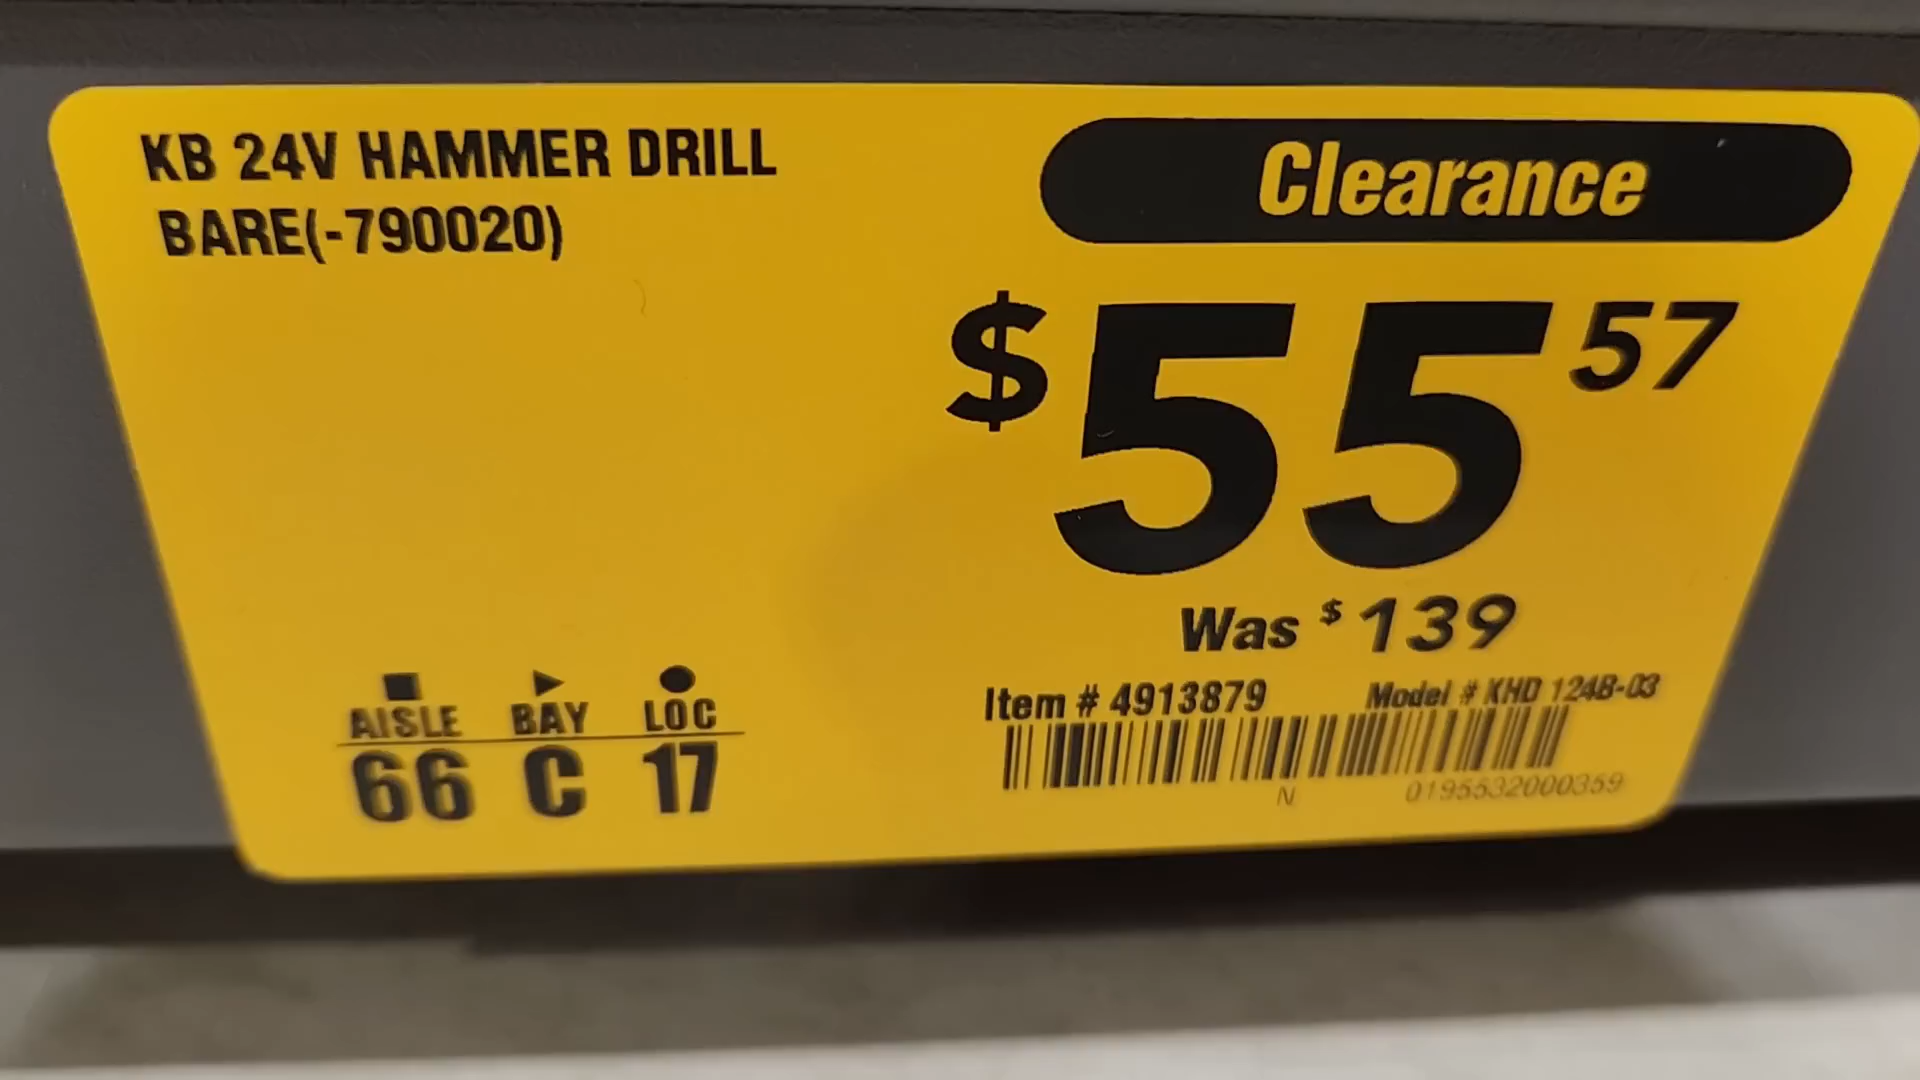 KB 24V HAMMER DRILL
BARE(-790020)
Clearance
$55 57
Was $139
Item # 4913879 Model # KHD 124B-03
N 0195532000359
AISLE BAY LOC
66 C 17